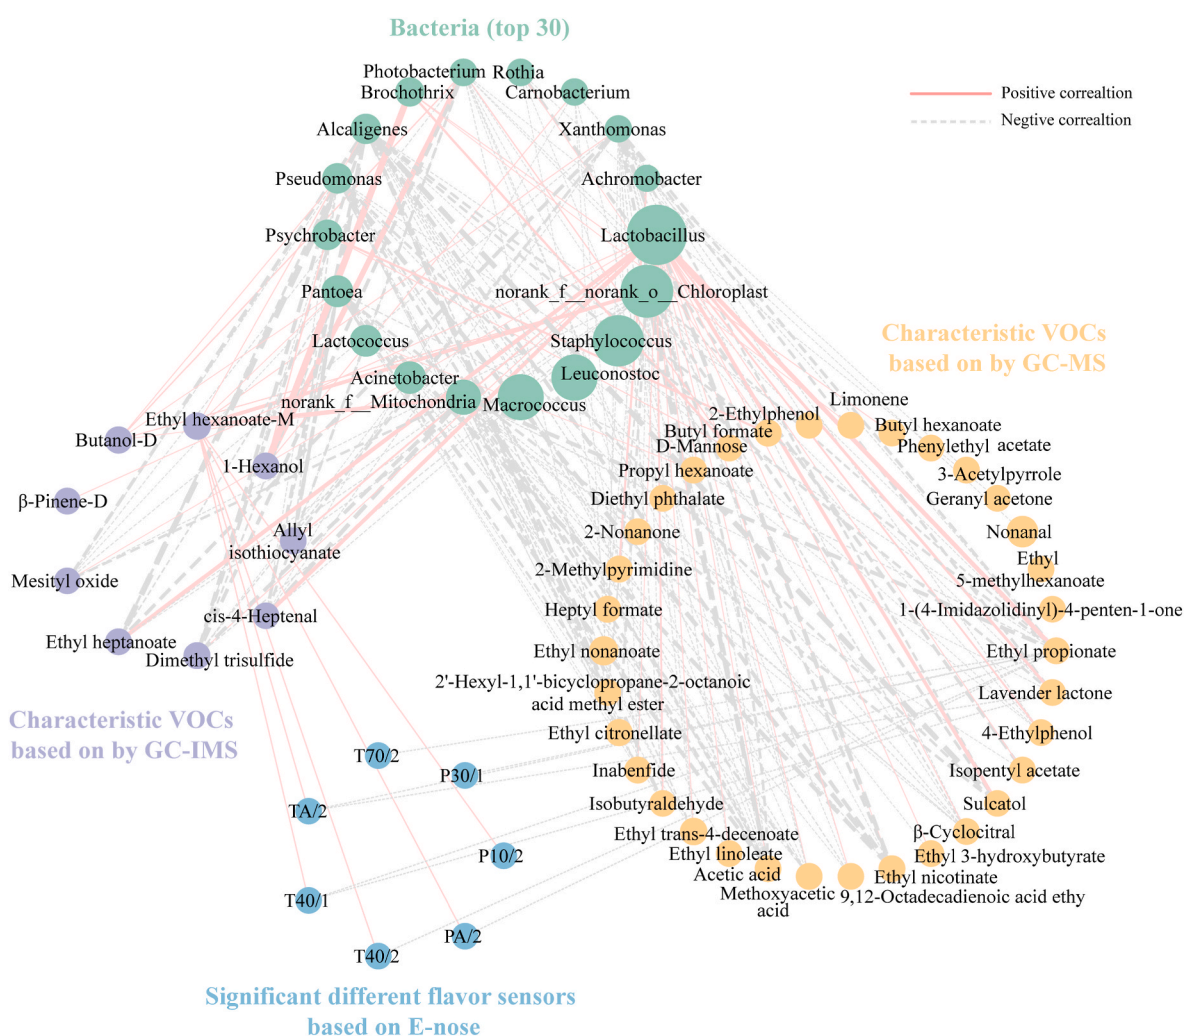 Bacteria (top 30)
Photobacterium
Rothia
Brochothrix
Carnobacterium
Positive correaltion
Negtive correaltion
Alcaligenes
Xanthomonas
Pseudomonas
Achromobacter
Psychrobacter
Lactobacillus
Pantoea
norank_f__norank_o__Chloroplast
Lactococcus
Staphylococcus
Acinetobacter
Leuconostoc
norank_f__Mitochondria
Macrococcus
Characteristic VOCs
based on by GC-MS
Ethyl hexanoate-M
Butanol-D
1-Hexanol
β-Pinene-D
Allyl
isothiocyanate
Mesityl oxide
cis-4-Heptenal
Ethyl heptanoate
Dimethyl trisulfide
Characteristic VOCs
based on by GC-IMS
Limonene
2-Ethylphenol
Butyl hexanoate
Butyl formate
D-Mannose
Phenylethyl acetate
Propyl hexanoate
3-Acetylpyrrole
Diethyl phthalate
Geranyl acetone
2-Nonanone
Nonanal
2-Methylpyrimidine
Ethyl
5-methylhexanoate
Heptyl formate
1-(4-Imidazolidinyl)-4-penten-1-one
Ethyl nonanoate
Ethyl propionate
2'-Hexyl-1,1'-bicyclopropane-2-octanoic
acid methyl ester
Lavender lactone
Ethyl citronellate
4-Ethylphenol
Inabenfide
Isopentyl acetate
Isobutyraldehyde
Sulcatol
Ethyl trans-4-decenoate
β-Cyclocitral
Ethyl linoleate
Ethyl 3-hydroxybutyrate
Acetic acid
Ethyl nicotinate
Methoxyacetic
acid
9,12-Octadecadienoic acid ethy
T70/2
P30/1
TA/2
P10/2
T40/1
PA/2
T40/2
Significant different flavor sensors
based on E-nose